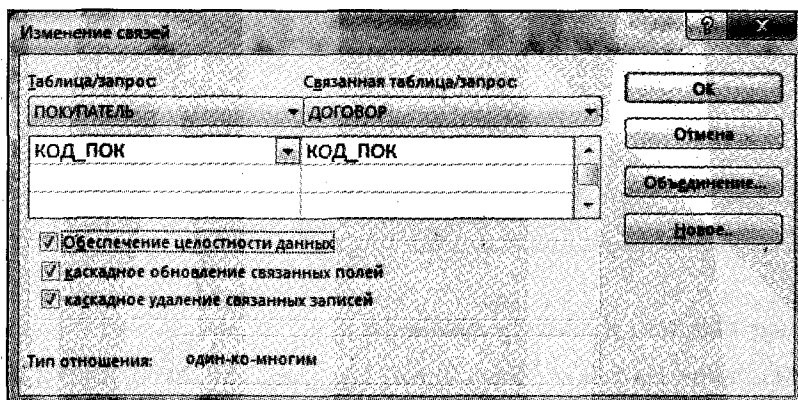 Изменение связей
Таблица/запрос:
Связанная таблица/запрос:
ПОКУПАТЕЛЬ
ДОГОВОР
КОД_ПОК
КОД_ПОК
Обеспечение целостности данных
каскадное обновление связанных полей
каскадное удаление связанных записей
Тип отношения:
один-ко-многим
ОК
Отмена
Объединение...
Новое..